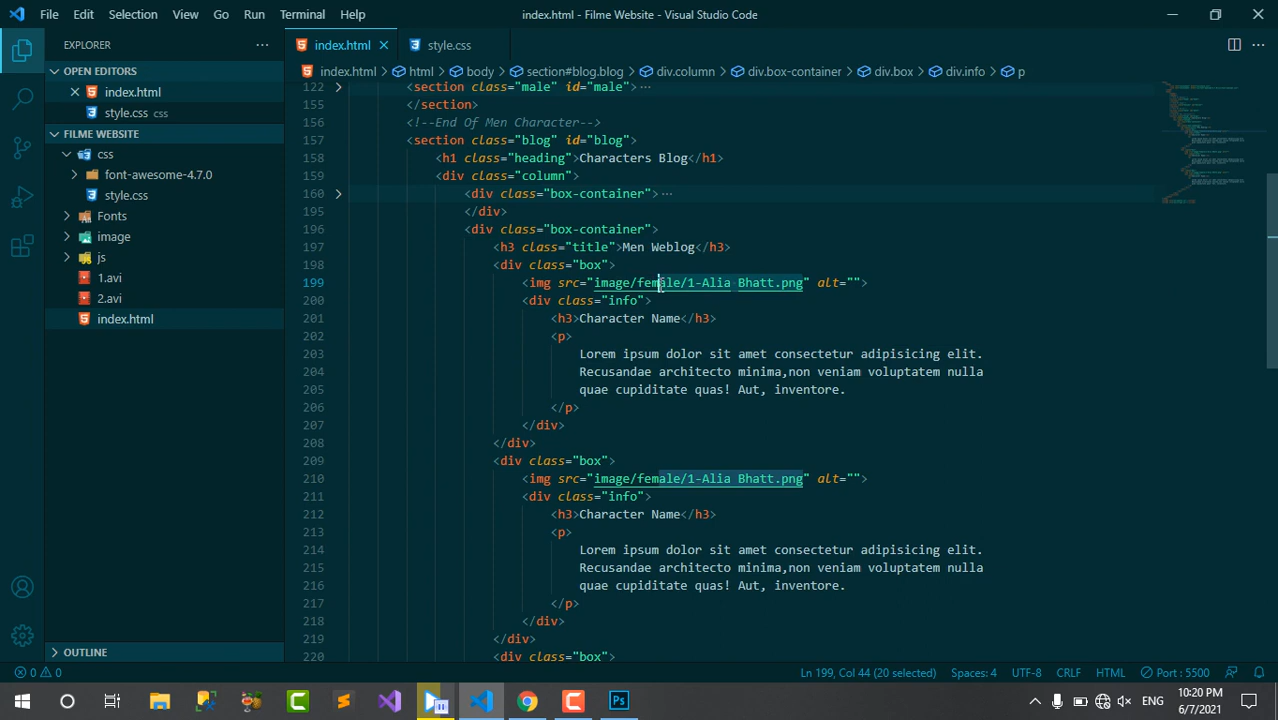 File Edit Selection View Go Run Terminal Help index.html - Filme Website - Visual Studio Code
EXPLORER
index.html
style.css
OPEN EDITORS
index.html
style.css css
FILME WEBSITE
css
font-awesome-4.7.0
style.css
Fonts
image
js
1.avi
2.avi
index.html
OUTLINE
index.html > html > body > section#blog.blog > div.column > div.box-container > div.box > div.info > p
122 <section class="male" id="male"> ...
155 </section>
156 <!--End Of Men Character-->
157 <section class="blog" id="blog">
158 <h1 class="heading">Characters Blog</h1>
159 <div class="column">
160 <div class="box-container"> ...
195 </div>
196 <div class="box-container">
197 <h3 class="title">Men Weblog</h3>
198 <div class="box">
199 <img src="image/female/1-Alia Bhatt.png" alt="">
200 <div class="info">
201 <h3>Character Name</h3>
202 <p>
203 Lorem ipsum dolor sit amet consectetur adipisicing elit.
204 Recusandae architecto minima,non veniam voluptatem nulla
205 quae cupiditate quas! Aut, inventore.
206 </p>
207 </div>
208 </div>
209 <div class="box">
210 <img src="image/female/1-Alia Bhatt.png" alt="">
211 <div class="info">
212 <h3>Character Name</h3>
213 <p>
214 Lorem ipsum dolor sit amet consectetur adipisicing elit.
215 Recusandae architecto minima,non veniam voluptatem nulla
216 quae cupiditate quas! Aut, inventore.
217 </p>
218 </div>
219 </div>
220 <div class="box">
0 0 Ln 199, Col 44 (20 selected) Spaces: 4 UTF-8 CRLF HTML Port : 5500
Ps
ENG
10:20 PM
6/7/2021